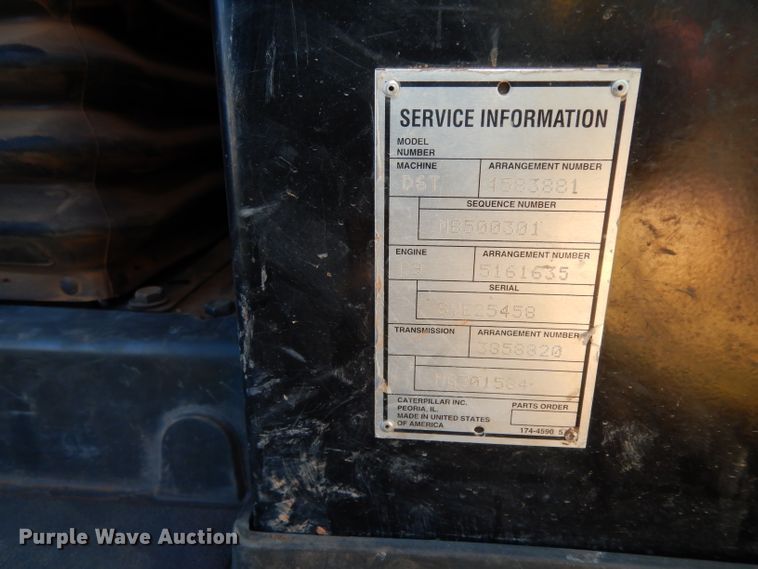 SERVICE INFORMATION
MODEL
NUMBER
MACHINE ARRANGEMENT NUMBER
D6T 4583881
SEQUENCE NUMBER
MB500301
ENGINE ARRANGEMENT NUMBER
5161635
SERIAL
TRANSMISSION ARRANGEMENT NUMBER
3858820
CATERPILLAR INC.
PEORIA, IL.
MADE IN UNITED STATES
OF AMERICA
PARTS ORDER
174-4590
Purple Wave Auction